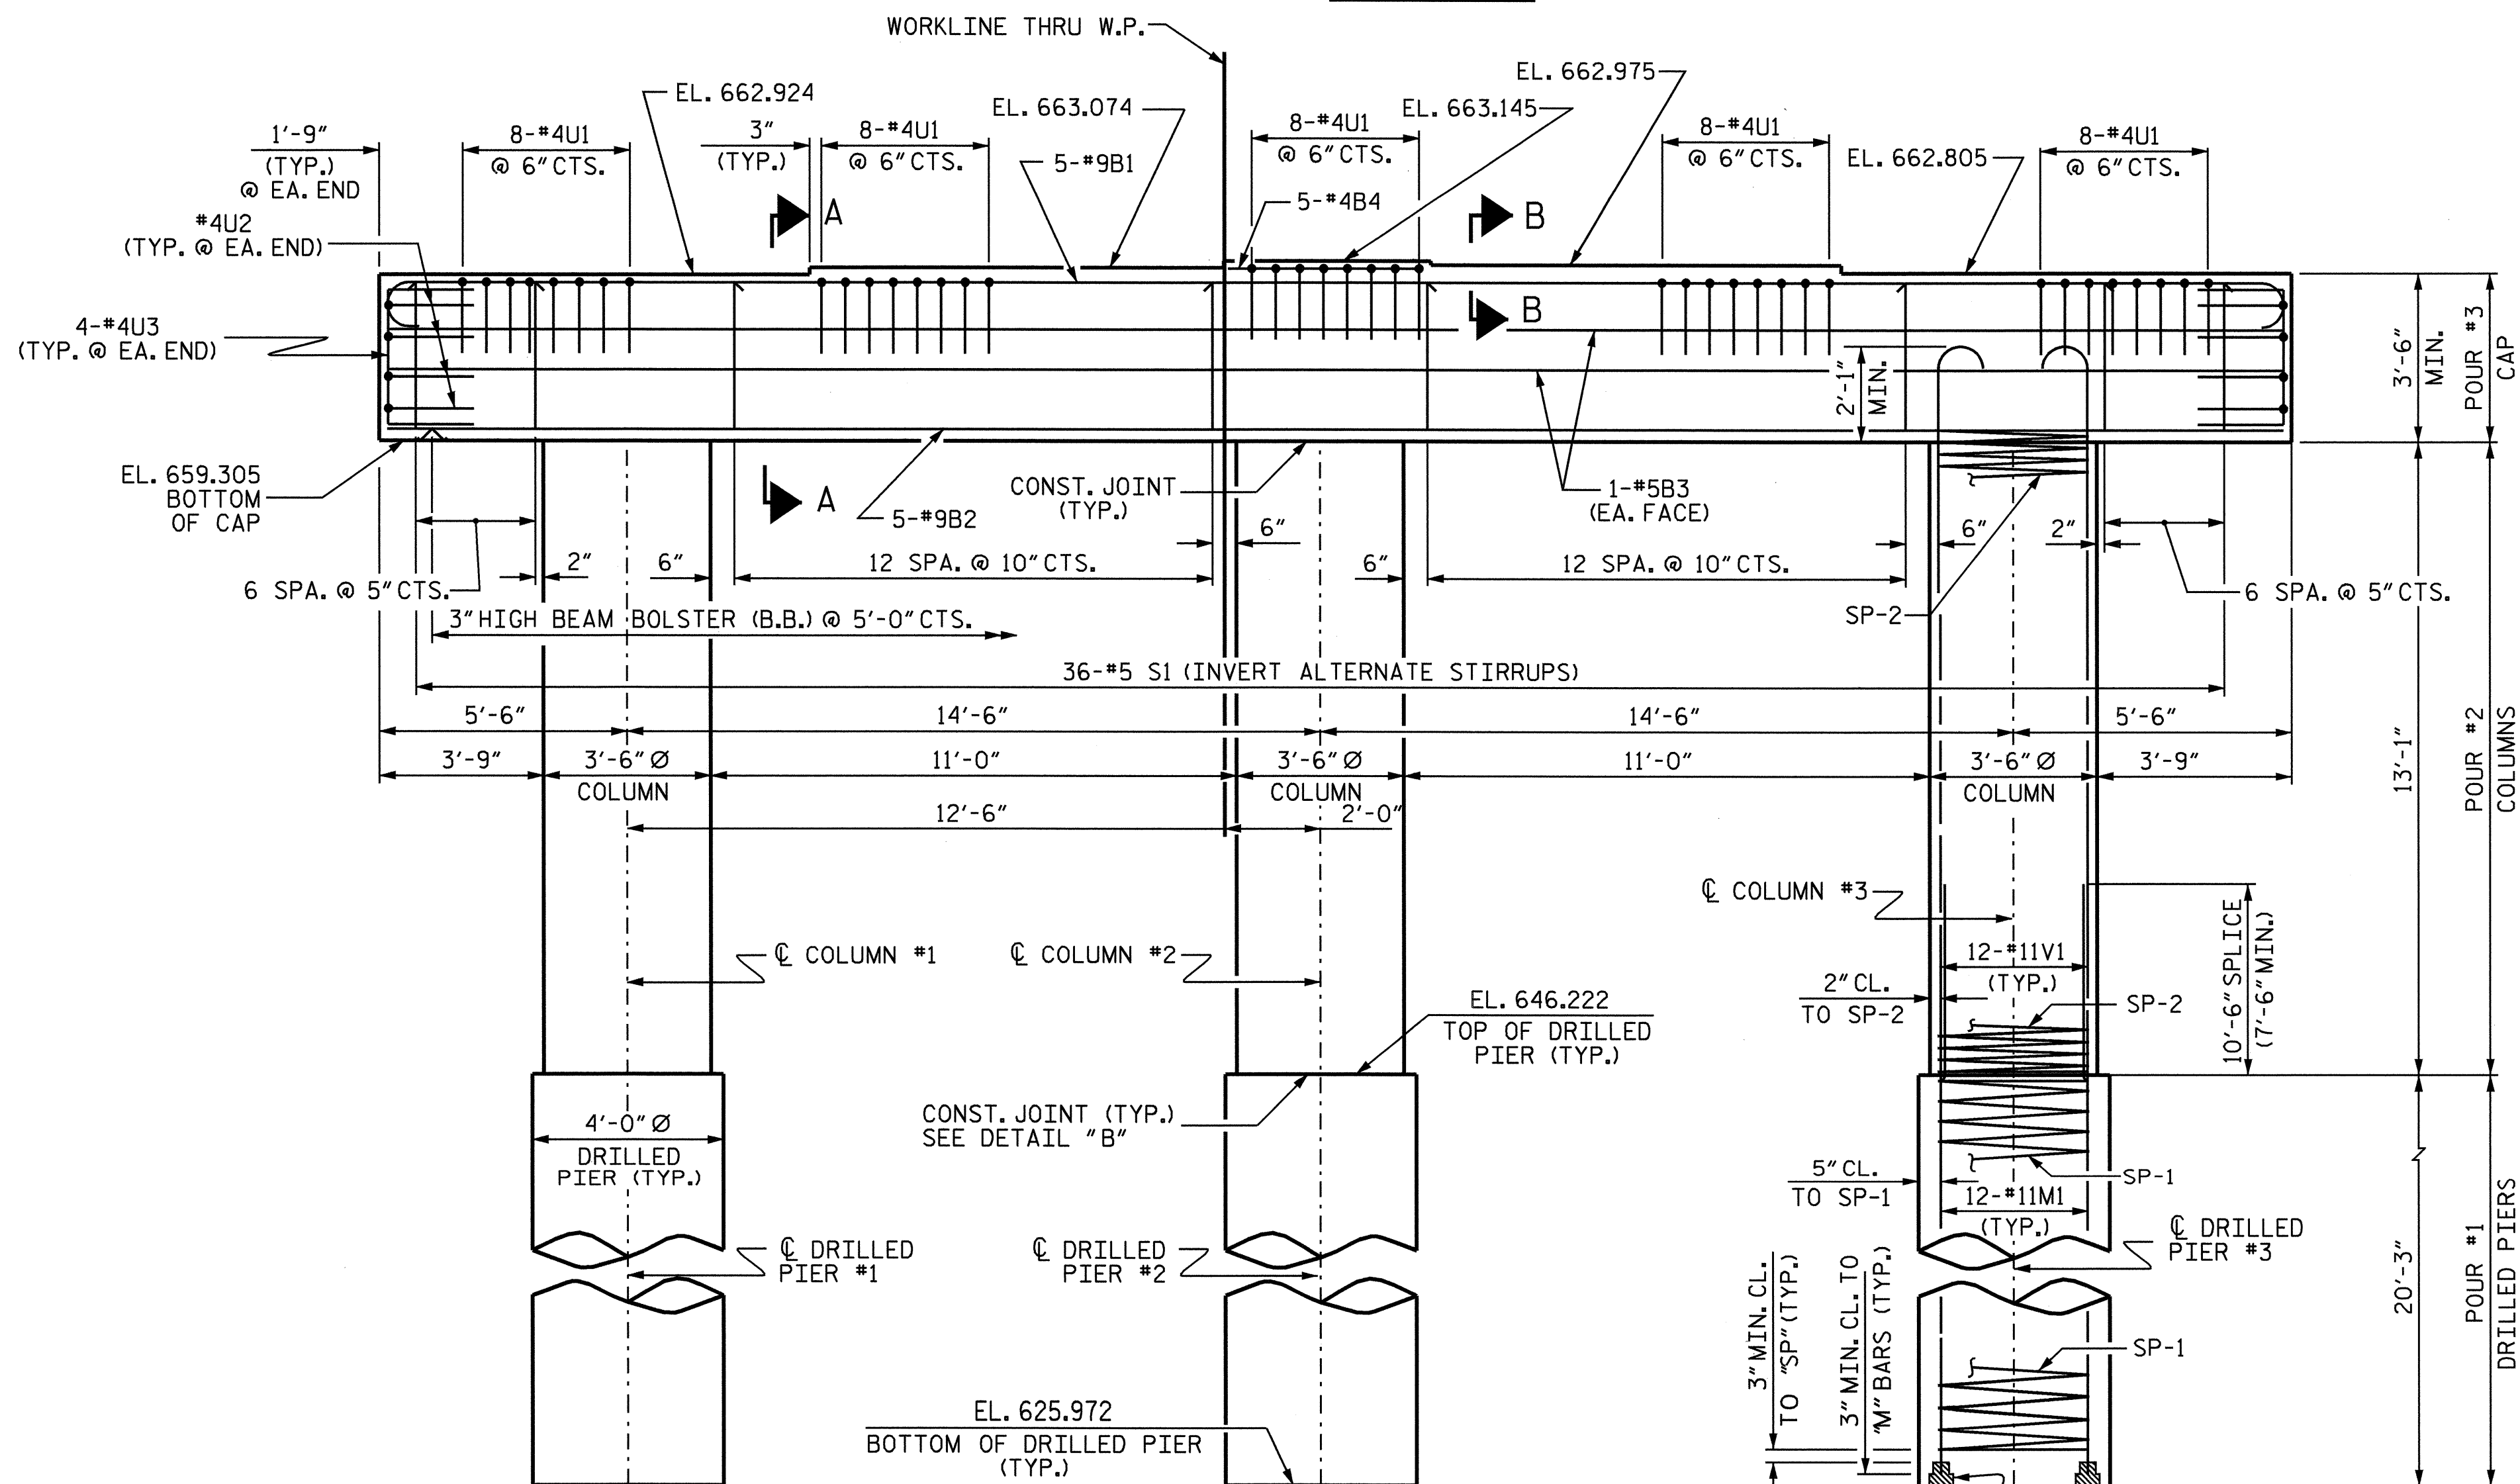 WORKLINE THRU W.P.
EL. 662.975
EL. 662.924
EL. 663.074
EL. 663.145
1'-9"
(TYP.)
@ EA. END
8-#4U1
@ 6" CTS.
3"
(TYP.)
8-#4U1
@ 6" CTS.
5-#9B1
8-#4U1
@ 6" CTS.
8-#4U1
@ 6" CTS.
EL. 662.805
8-#4U1
@ 6" CTS.
#4U2
(TYP. @ EA. END)
A
5-#4B4
B
4-#4U3
(TYP. @ EA. END)
B
2'-1"
MIN.
3'-6"
MIN.
POUR #3
CAP
EL. 659.305
BOTTOM
OF CAP
A
5-#9B2
CONST. JOINT
(TYP.)
1-#5B3
(EA. FACE)
6"
6"
2"
2"
6"
12 SPA. @ 10" CTS.
6"
12 SPA. @ 10" CTS.
6 SPA. @ 5" CTS.
6 SPA. @ 5" CTS.
3" HIGH BEAM BOLSTER (B.B.) @ 5'-0" CTS.
SP-2
36-#5 S1 (INVERT ALTERNATE STIRRUPS)
5'-6"
14'-6"
14'-6"
5'-6"
3'-9"
3'-6" Ø
COLUMN
11'-0"
3'-6" Ø
COLUMN
11'-0"
3'-6" Ø
COLUMN
3'-9"
13'-1"
POUR #2
COLUMNS
12'-6"
2'-0"
℄ COLUMN #3
℄ COLUMN #1
℄ COLUMN #2
12-#11V1
(TYP.)
10'-6" SPLICE
(7'-6" MIN.)
2" CL.
TO SP-2
SP-2
EL. 646.222
TOP OF DRILLED
PIER (TYP.)
4'-0" Ø
DRILLED
PIER (TYP.)
CONST. JOINT (TYP.)
SEE DETAIL "B"
5" CL.
TO SP-1
SP-1
12-#11M1
(TYP.)
℄ DRILLED
PIER #1
℄ DRILLED
PIER #2
℄ DRILLED
PIER #3
3" MIN. CL.
TO "SP" (TYP.)
3" MIN. CL. TO
"M" BARS (TYP.)
20'-3"
POUR #1
DRILLED PIERS
SP-1
EL. 625.972
BOTTOM OF DRILLED PIER
(TYP.)